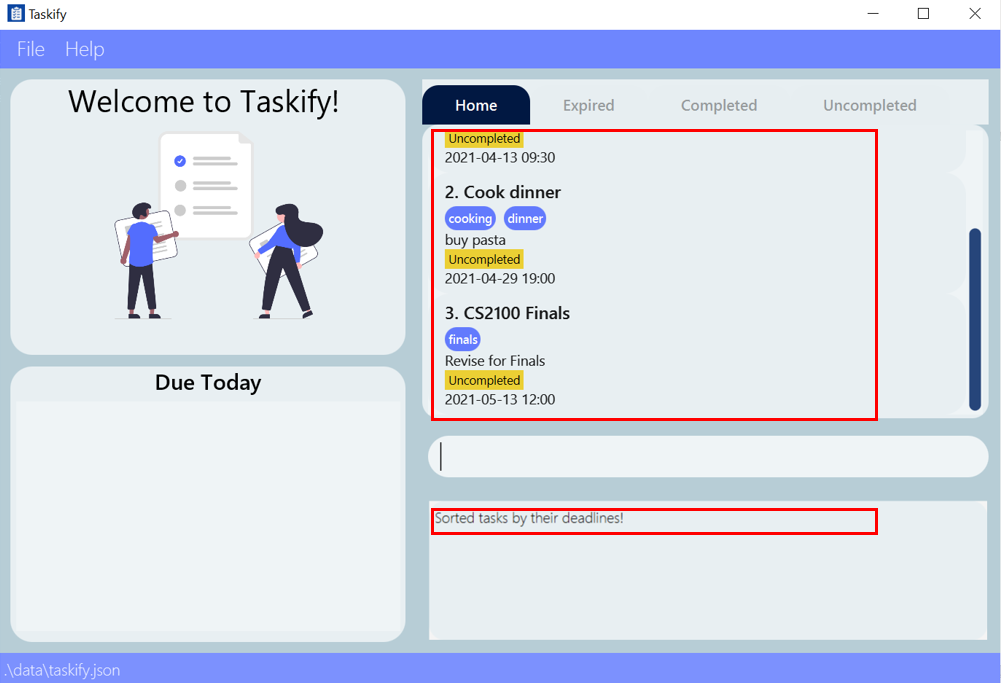 Taskify
File Help
Welcome to Taskify!
Due Today
Home Expired Completed Uncompleted
Uncompleted
2021-04-13 09:30
2. Cook dinner
cooking dinner
buy pasta
Uncompleted
2021-04-29 19:00
3. CS2100 Finals
finals
Revise for Finals
Uncompleted
2021-05-13 12:00
Sorted tasks by their deadlines!
.\data\taskify.json